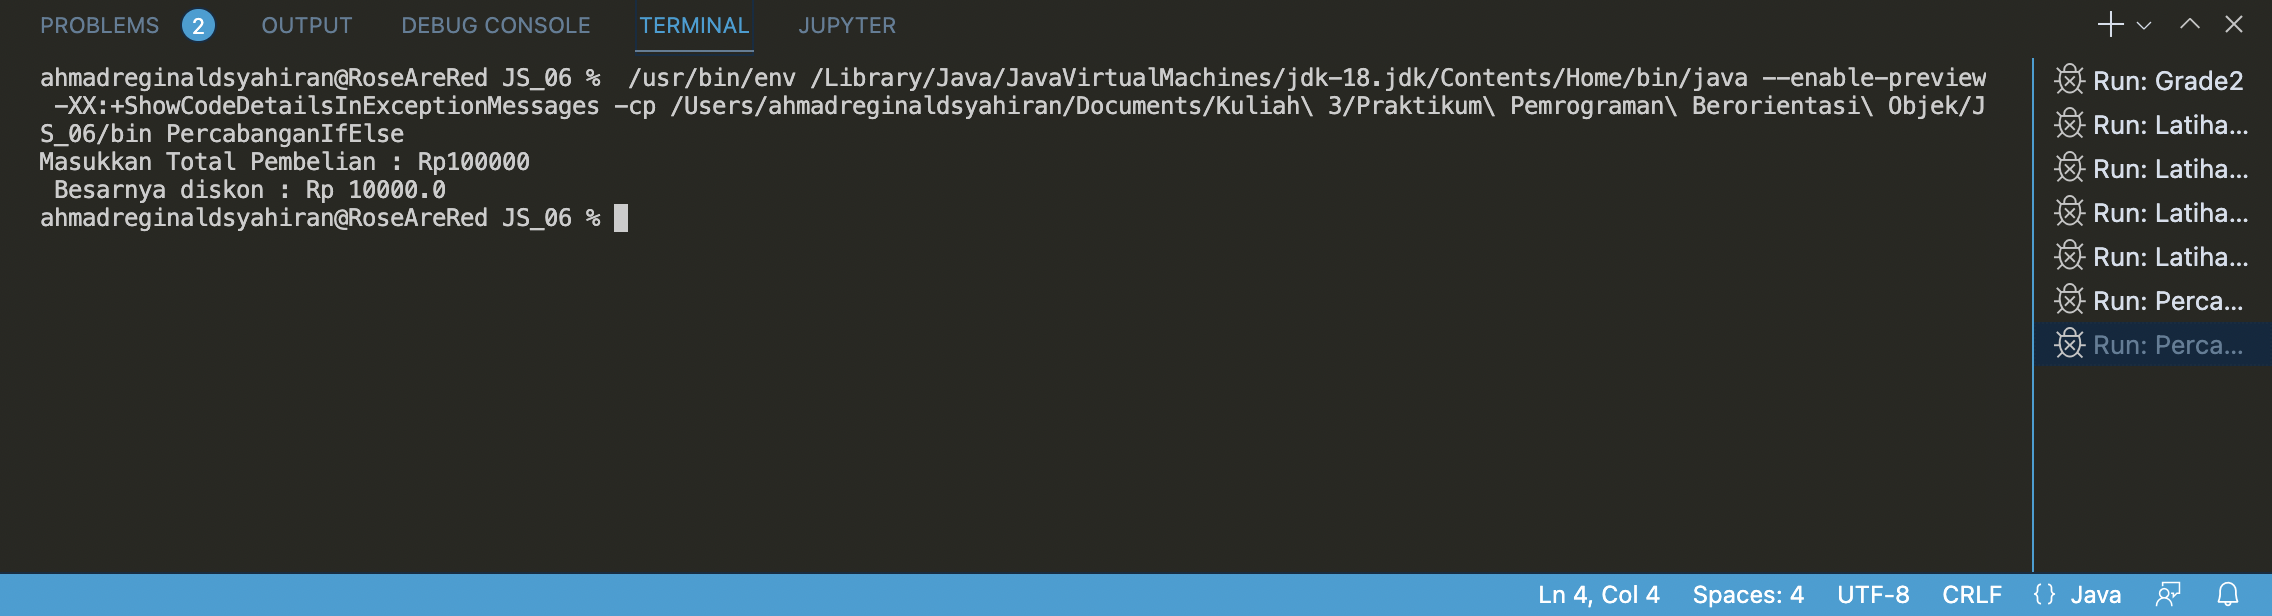 PROBLEMS 2 OUTPUT DEBUG CONSOLE TERMINAL JUPYTER
ahmadreginaldsyahiran@RoseAreRed JS_06 %  /usr/bin/env /Library/Java/JavaVirtualMachines/jdk-18.jdk/Contents/Home/bin/java --enable-preview
 -XX:+ShowCodeDetailsInExceptionMessages -cp /Users/ahmadreginaldsyahiran/Documents/Kuliah\ 3/Praktikum\ Pemrograman\ Berorientasi\ Objek/J
S_06/bin PercabanganIfElse
Masukkan Total Pembelian : Rp100000
 Besarnya diskon : Rp 10000.0
ahmadreginaldsyahiran@RoseAreRed JS_06 %
Run: Grade2
Run: Latiha...
Run: Latiha...
Run: Latiha...
Run: Latiha...
Run: Perca...
Run: Perca...
Ln 4, Col 4 Spaces: 4 UTF-8 CRLF {} Java